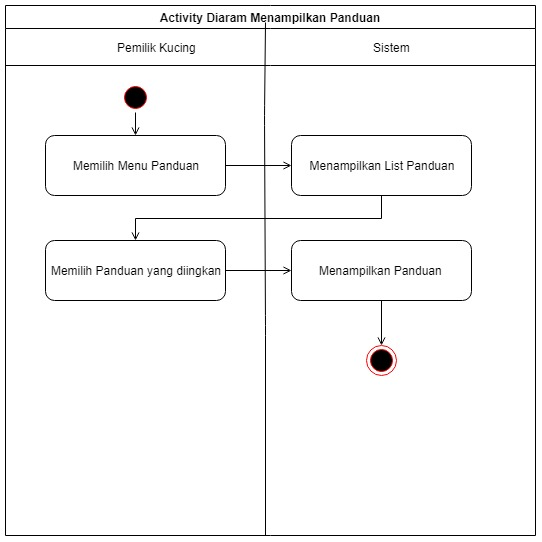 Activity Diaram Menampilkan Panduan
Pemilik Kucing
Sistem
Memilih Menu Panduan
Menampilkan List Panduan
Memilih Panduan yang diingkan
Menampilkan Panduan